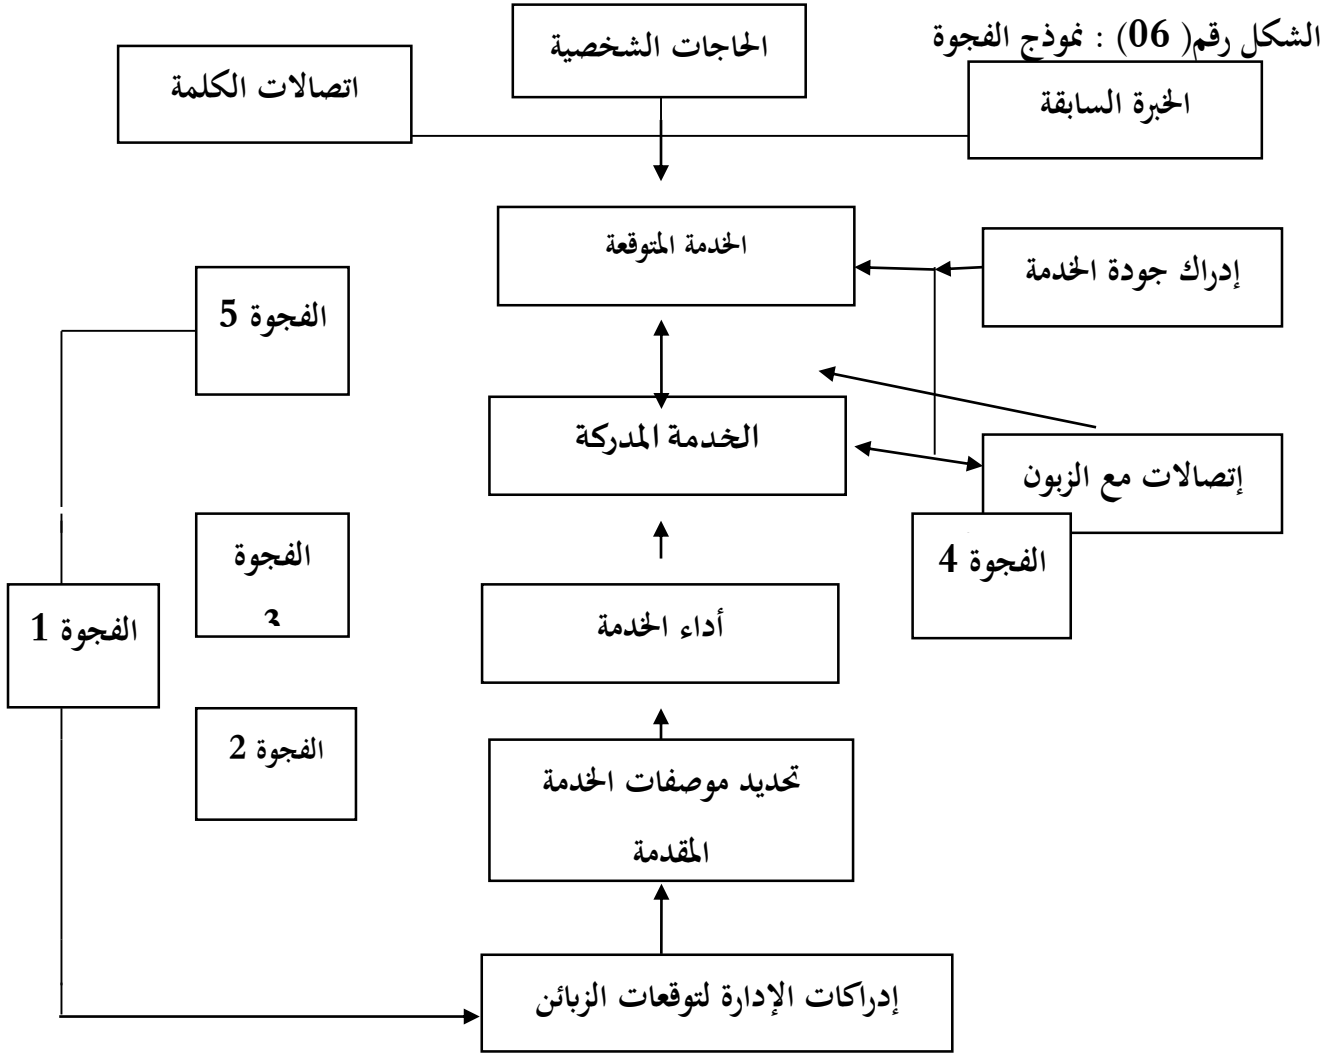 الشكل رقم( 06) : نموذج الفجوة
الحاجات الشخصية
اتصالات الكلمة
الخبرة السابقة
الخدمة المتوقعة
إدراك جودة الخدمة
الفجوة 5
الخدمة المدركة
إتصالات مع الزبون
الفجوة 4
الفجوة
3
أداء الخدمة
الفجوة 1
الفجوة 2
تحديد موصفات الخدمة
المقدمة
إدراكات الإدارة لتوقعات الزبائن